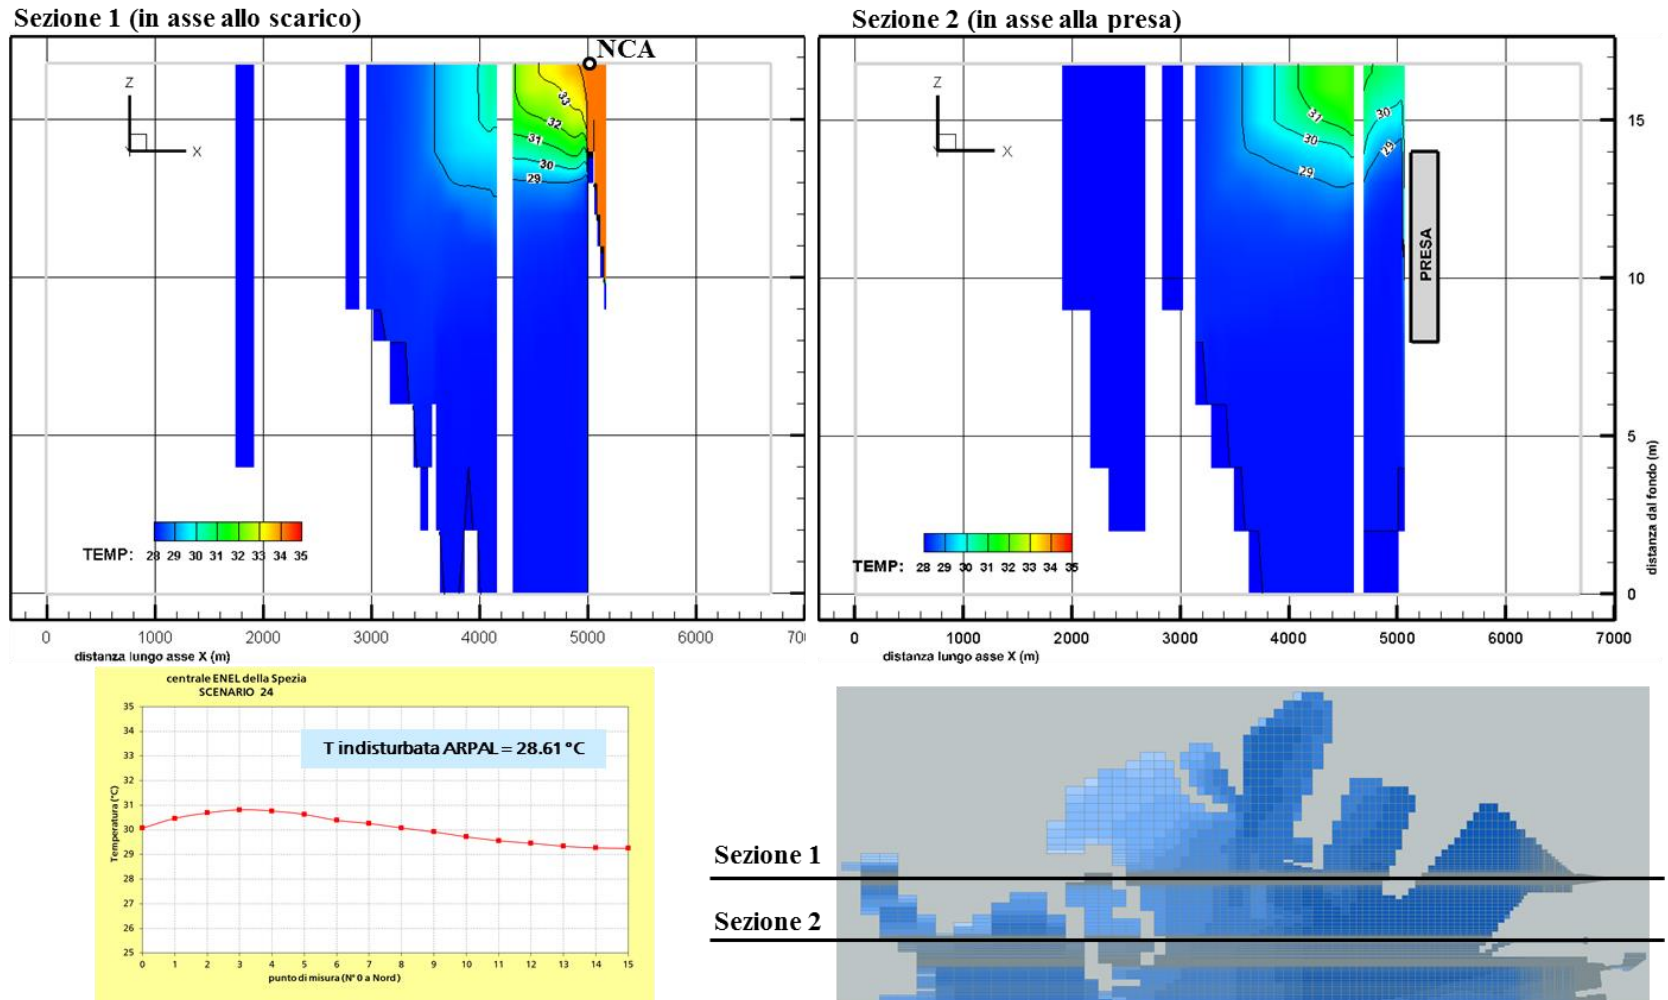 Sezione 1 (in asse allo scarico)
NCA
Z
X
33
32
31
30
29
TEMP: 28 29 30 31 32 33 34 35
0 1000 2000 3000 4000 5000 6000 70
distanza lungo asse X (m)
Sezione 2 (in asse alla presa)
Z
X
31
30
29
30
29
PRESA
TEMP: 28 29 30 31 32 33 34 35
15
10
5
0
distanza dal fondo (m)
0 1000 2000 3000 4000 5000 6000 7000
distanza lungo asse X (m)
centrale ENEL della Spezia
SCENARIO 24
T indisturbata ARPAL = 28.61 °C
Temperatura (°C)
35
34
33
32
31
30
29
28
27
26
25
0 1 2 3 4 5 6 7 8 9 10 11 12 13 14 15
punto di misura (N° 0 a Nord)
Sezione 1
Sezione 2